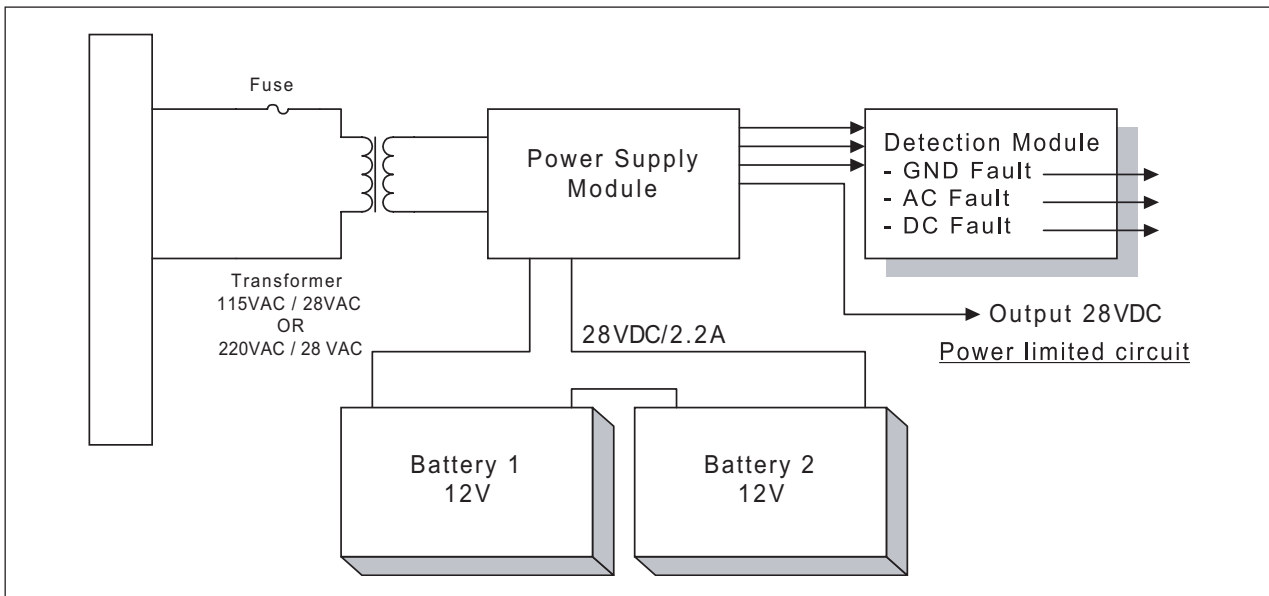 Fuse
Transformer
115VAC / 28VAC
OR
220VAC / 28 VAC
Power Supply
Module
Detection Module
- GND Fault
- AC Fault
- DC Fault
Output 28VDC
Power limited circuit
28VDC/2.2A
Battery 1
12V
Battery 2
12V